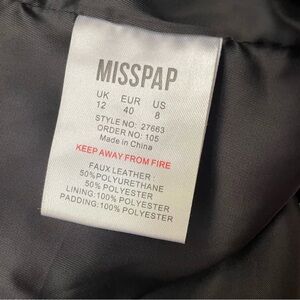 MISSPAP
UK EUR US
12 40 8
STYLE NO: 27663
ORDER NO: 105
Made in China
KEEP AWAY FROM FIRE
FAUX LEATHER:
50%POLYURETHANE
50% POLYESTER
LINING:100% POLYESTER
PADDING:100% POLYESTER